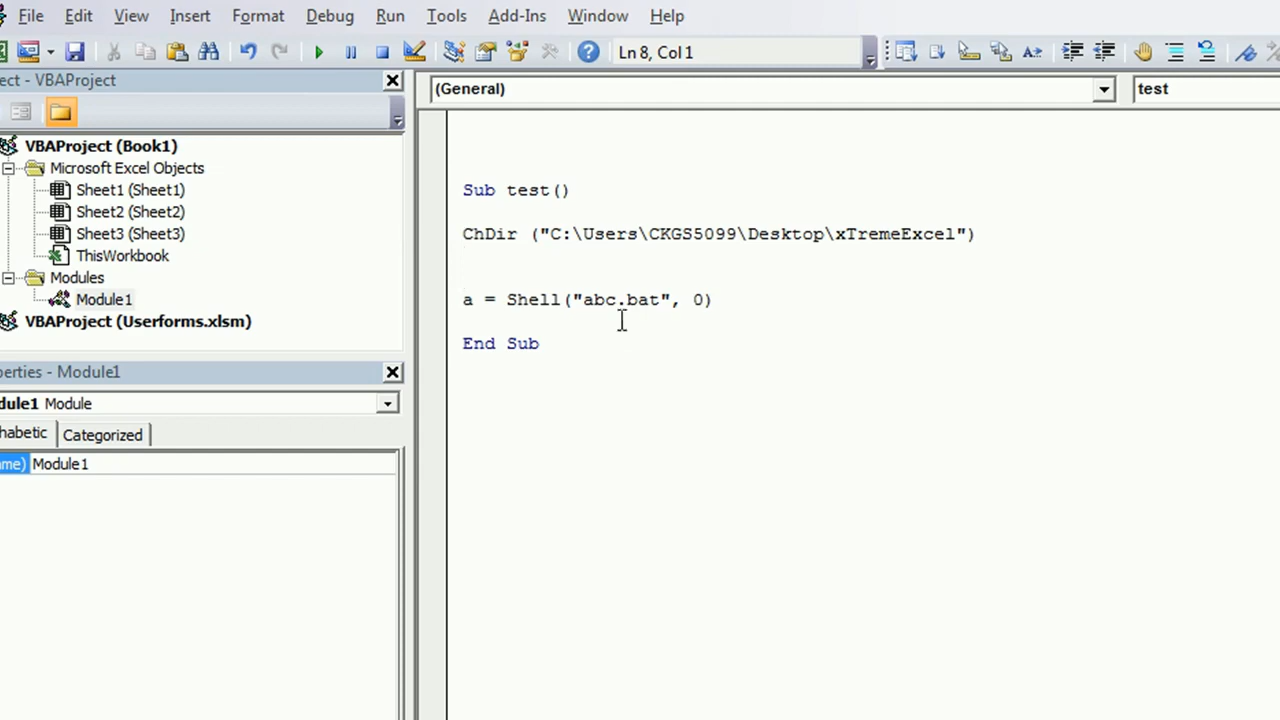 File Edit View Insert Format Debug Run Tools Add-Ins Window Help
Ln 8, Col 1
ect - VBAProject
VBAProject (Book1)
Microsoft Excel Objects
Sheet1 (Sheet1)
Sheet2 (Sheet2)
Sheet3 (Sheet3)
ThisWorkbook
Modules
Module1
VBAProject (Userforms.xlsm)
erties - Module1
dule1 Module
habetic Categorized
ame) Module1
(General) test
Sub test()
ChDir ("C:\Users\CKGS5099\Desktop\xTremeExcel")
a = Shell("abc.bat", 0)
End Sub